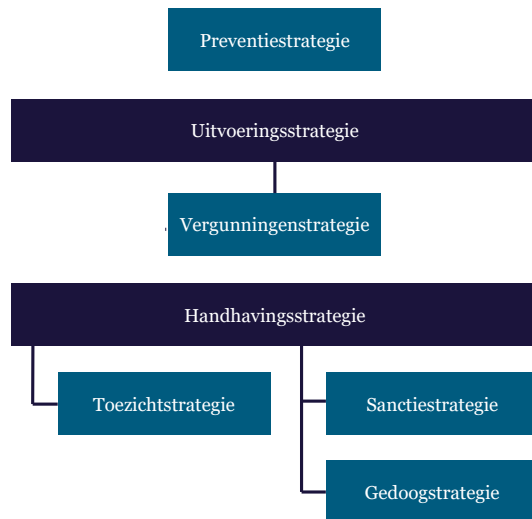 Preventiestrategie
Uitvoeringsstrategie
Vergunningenstrategie
Handhavingsstrategie
Toezichtstrategie
Sanctiestrategie
Gedoogstrategie